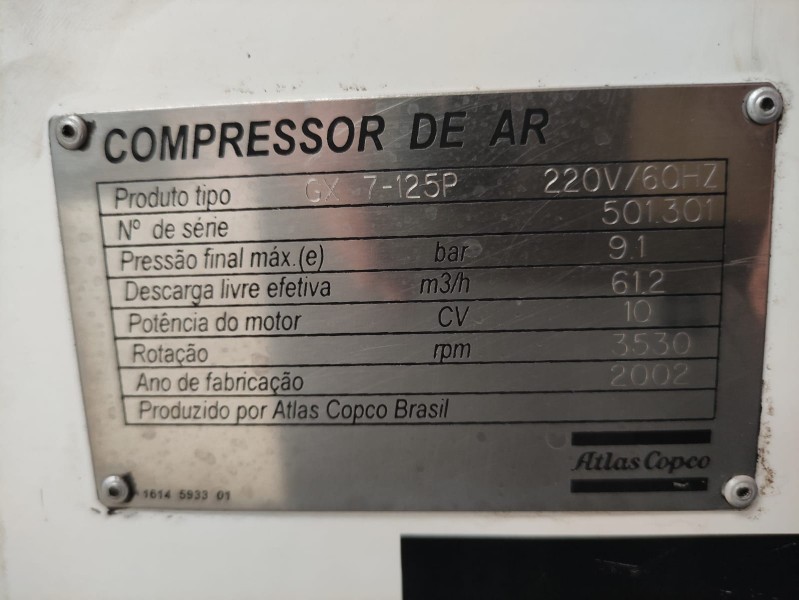 COMPRESSOR DE AR
Produto tipo GX 7-125P 220V/60HZ
Nº de série 501.301
Pressão final máx.(e) bar 9.1
Descarga livre efetiva m3/h 61.2
Potência do motor CV 10
Rotação rpm 3530
Ano de fabricação 2002
Produzido por Atlas Copco Brasil
Atlas Copco
1614 5933 01